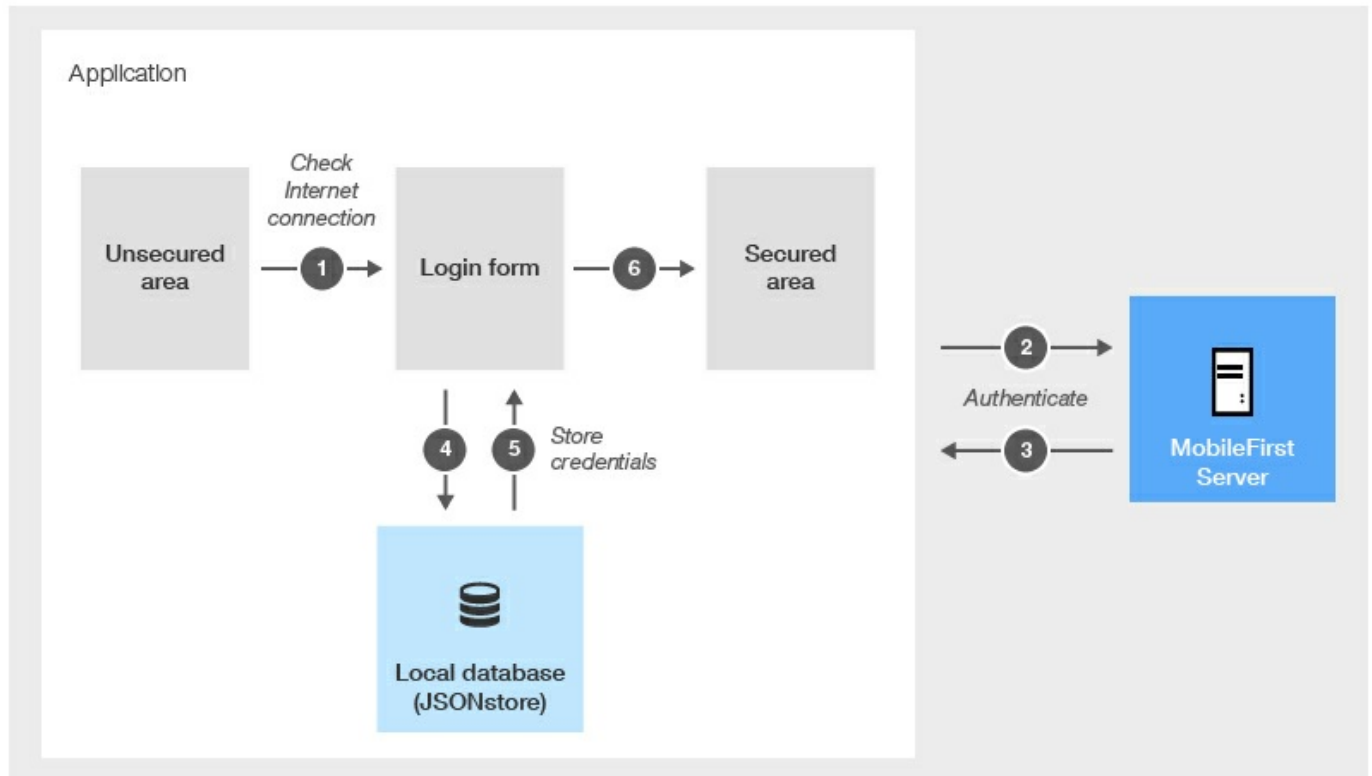 Application
Check
Internet
connection
Unsecured
area
1
Login form
6
Secured
area
2
Authenticate
3
MobileFirst
Server
4
5
Store
credentials
Local database
(JSONstore)